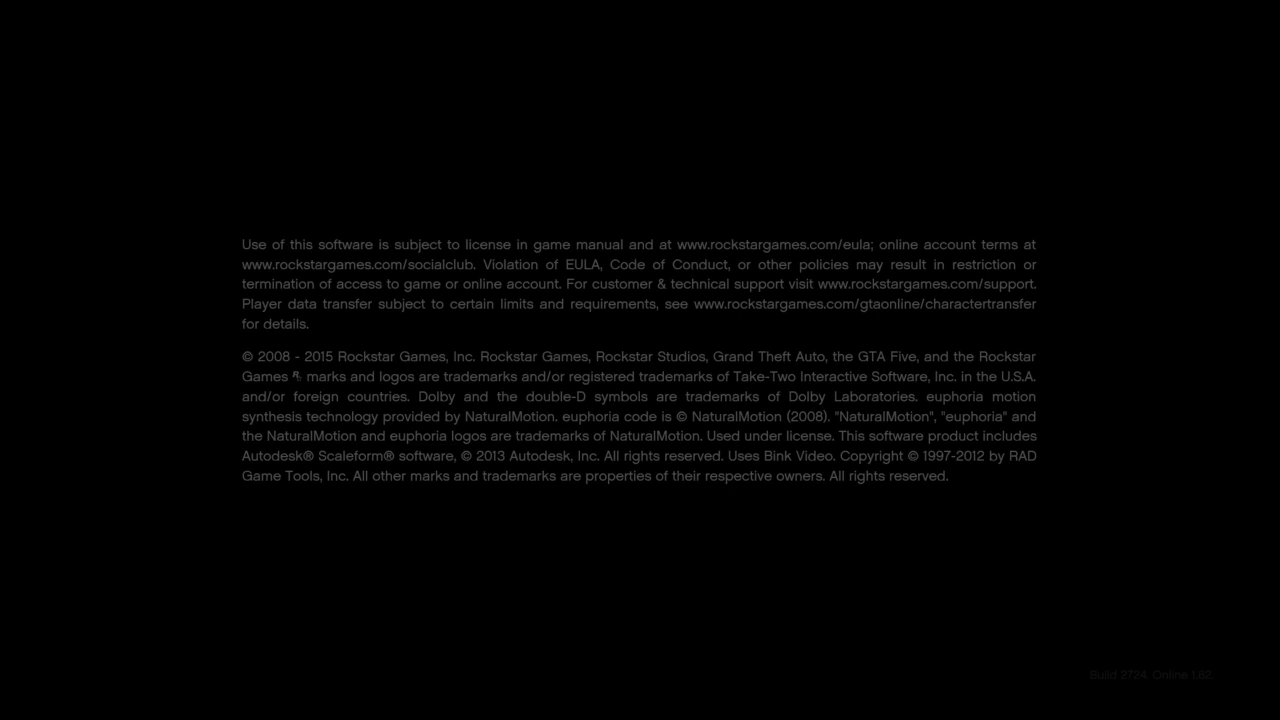 Use of this software is subject to license in game manual and at www.rockstargames.com/eula; online account terms at
www.rockstargames.com/socialclub. Violation of EULA, Code of Conduct, or other policies may result in restriction or
termination of access to game or online account. For customer & technical support visit www.rockstargames.com/support.
Player data transfer subject to certain limits and requirements, see www.rockstargames.com/gtaonline/charactertransfer
for details.
© 2008 - 2015 Rockstar Games, Inc. Rockstar Games, Rockstar Studios, Grand Theft Auto, the GTA Five, and the Rockstar
Games R* marks and logos are trademarks and/or registered trademarks of Take-Two Interactive Software, Inc. in the U.S.A.
and/or foreign countries. Dolby and the double-D symbols are trademarks of Dolby Laboratories. euphoria motion
synthesis technology provided by NaturalMotion. euphoria code is © NaturalMotion (2008). "NaturalMotion", "euphoria" and
the NaturalMotion and euphoria logos are trademarks of NaturalMotion. Used under license. This software product includes
Autodesk® Scaleform® software, © 2013 Autodesk, Inc. All rights reserved. Uses Bink Video. Copyright © 1997-2012 by RAD
Game Tools, Inc. All other marks and trademarks are properties of their respective owners. All rights reserved.
Build 2724. Online 1.62.